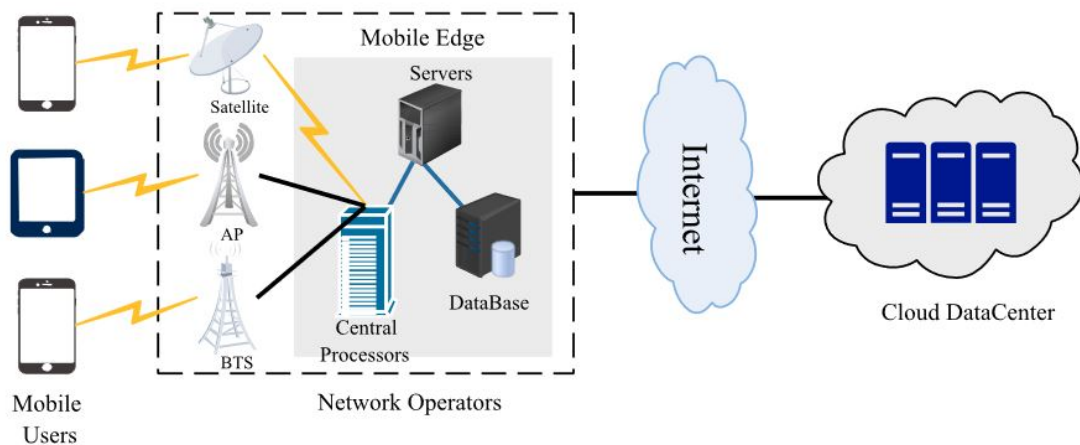 Mobile Edge
Servers
Satellite
AP
DataBase
Central
Processors
BTS
Network Operators
Mobile
Users
Internet
Cloud DataCenter